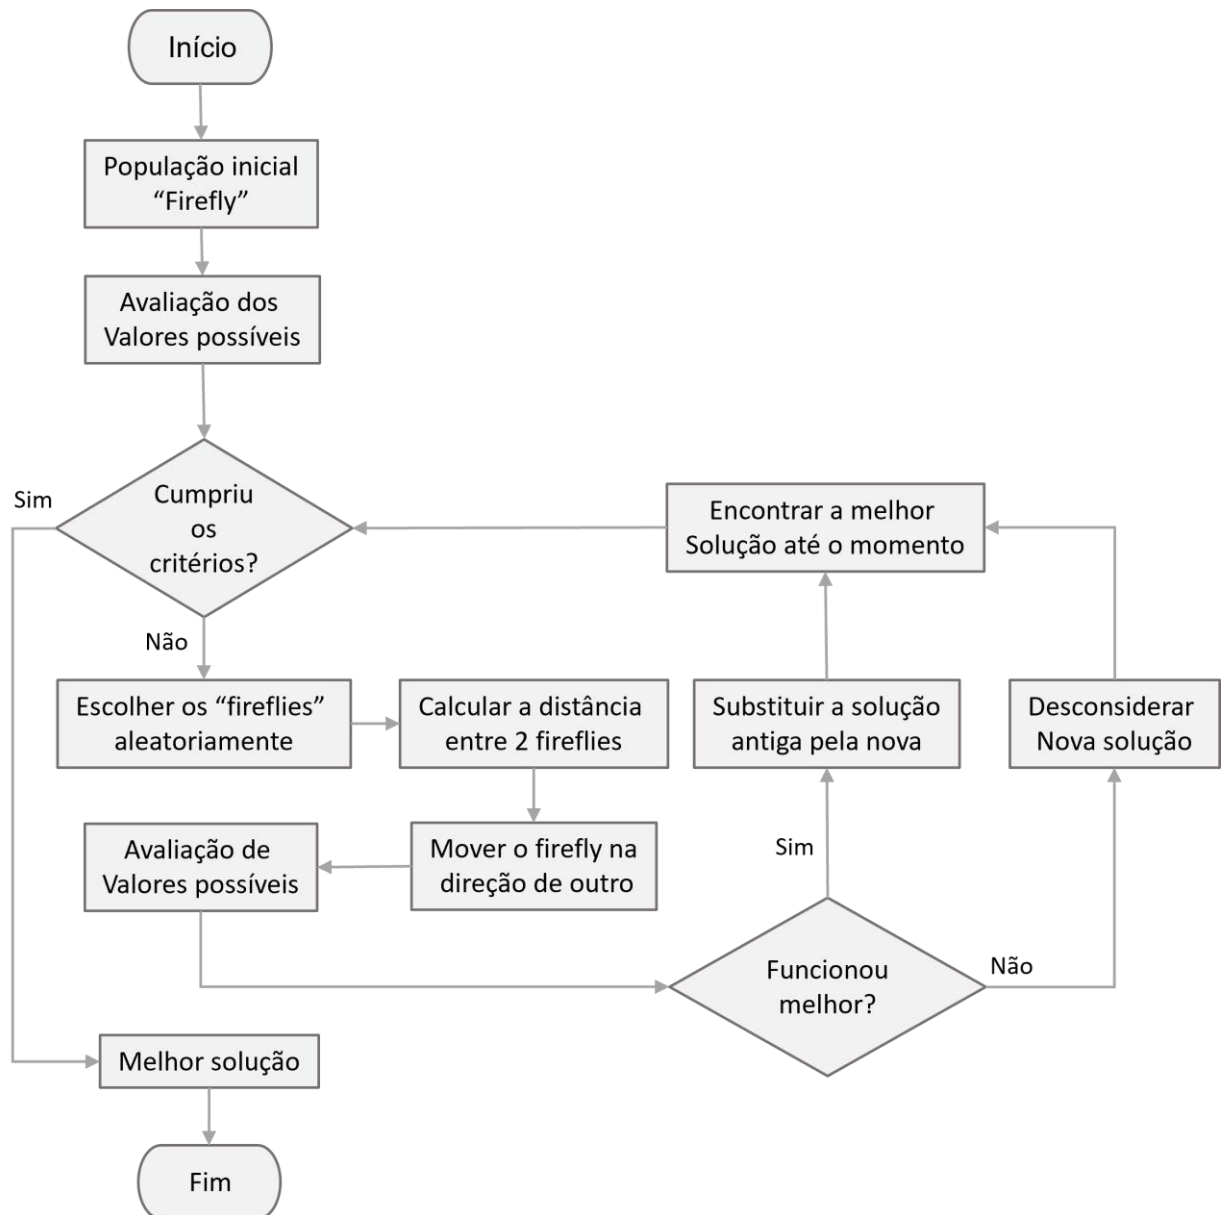 Início
População inicial
“Firefly”
Avaliação dos
Valores possíveis
Sim
Cumpriu
os
critérios?
Não
Encontrar a melhor
Solução até o momento
Escolher os “fireflies”
aleatoriamente
Calcular a distância
entre 2 fireflies
Substituir a solução
antiga pela nova
Desconsiderar
Nova solução
Avaliação de
Valores possíveis
Mover o firefly na
direção de outro
Sim
Funcionou
melhor?
Não
Melhor solução
Fim